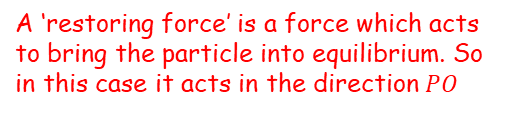 A 'restoring force' is a force which acts
to bring the particle into equilibrium. So
in this case it acts in the direction PO